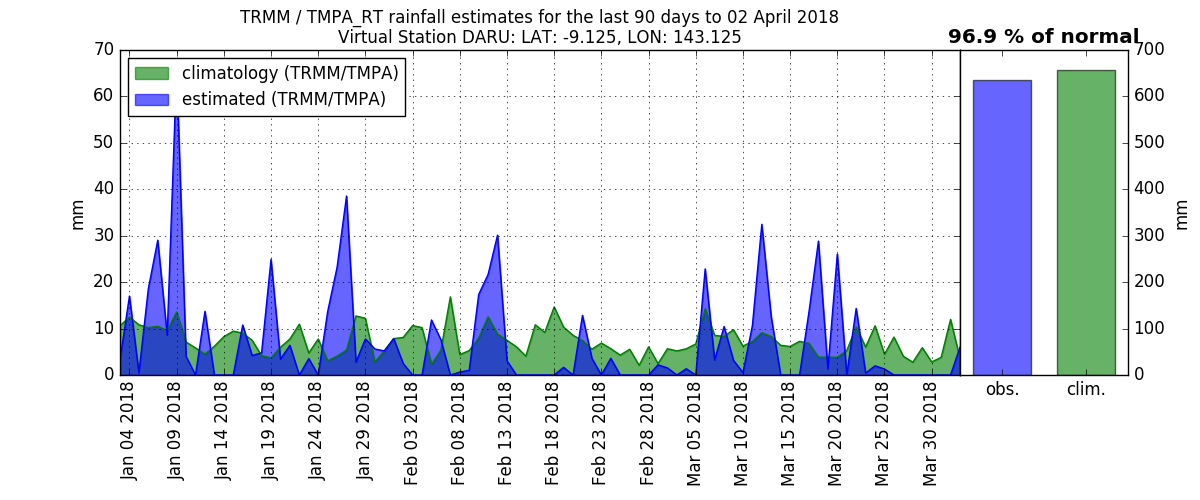 TRMM / TMPA_RT rainfall estimates for the last 90 days to 02 April 2018
Virtual Station DARU: LAT: -9.125, LON: 143.125
96.9 % of normal
climatology (TRMM/TMPA)
estimated (TRMM/TMPA)
70
60
50
40
30
20
10
0
mm
Jan 04 2018
Jan 09 2018
Jan 14 2018
Jan 19 2018
Jan 24 2018
Jan 29 2018
Feb 03 2018
Feb 08 2018
Feb 13 2018
Feb 18 2018
Feb 23 2018
Feb 28 2018
Mar 05 2018
Mar 10 2018
Mar 15 2018
Mar 20 2018
Mar 25 2018
Mar 30 2018
obs.
clim.
700
600
500
400
300
200
100
0
mm